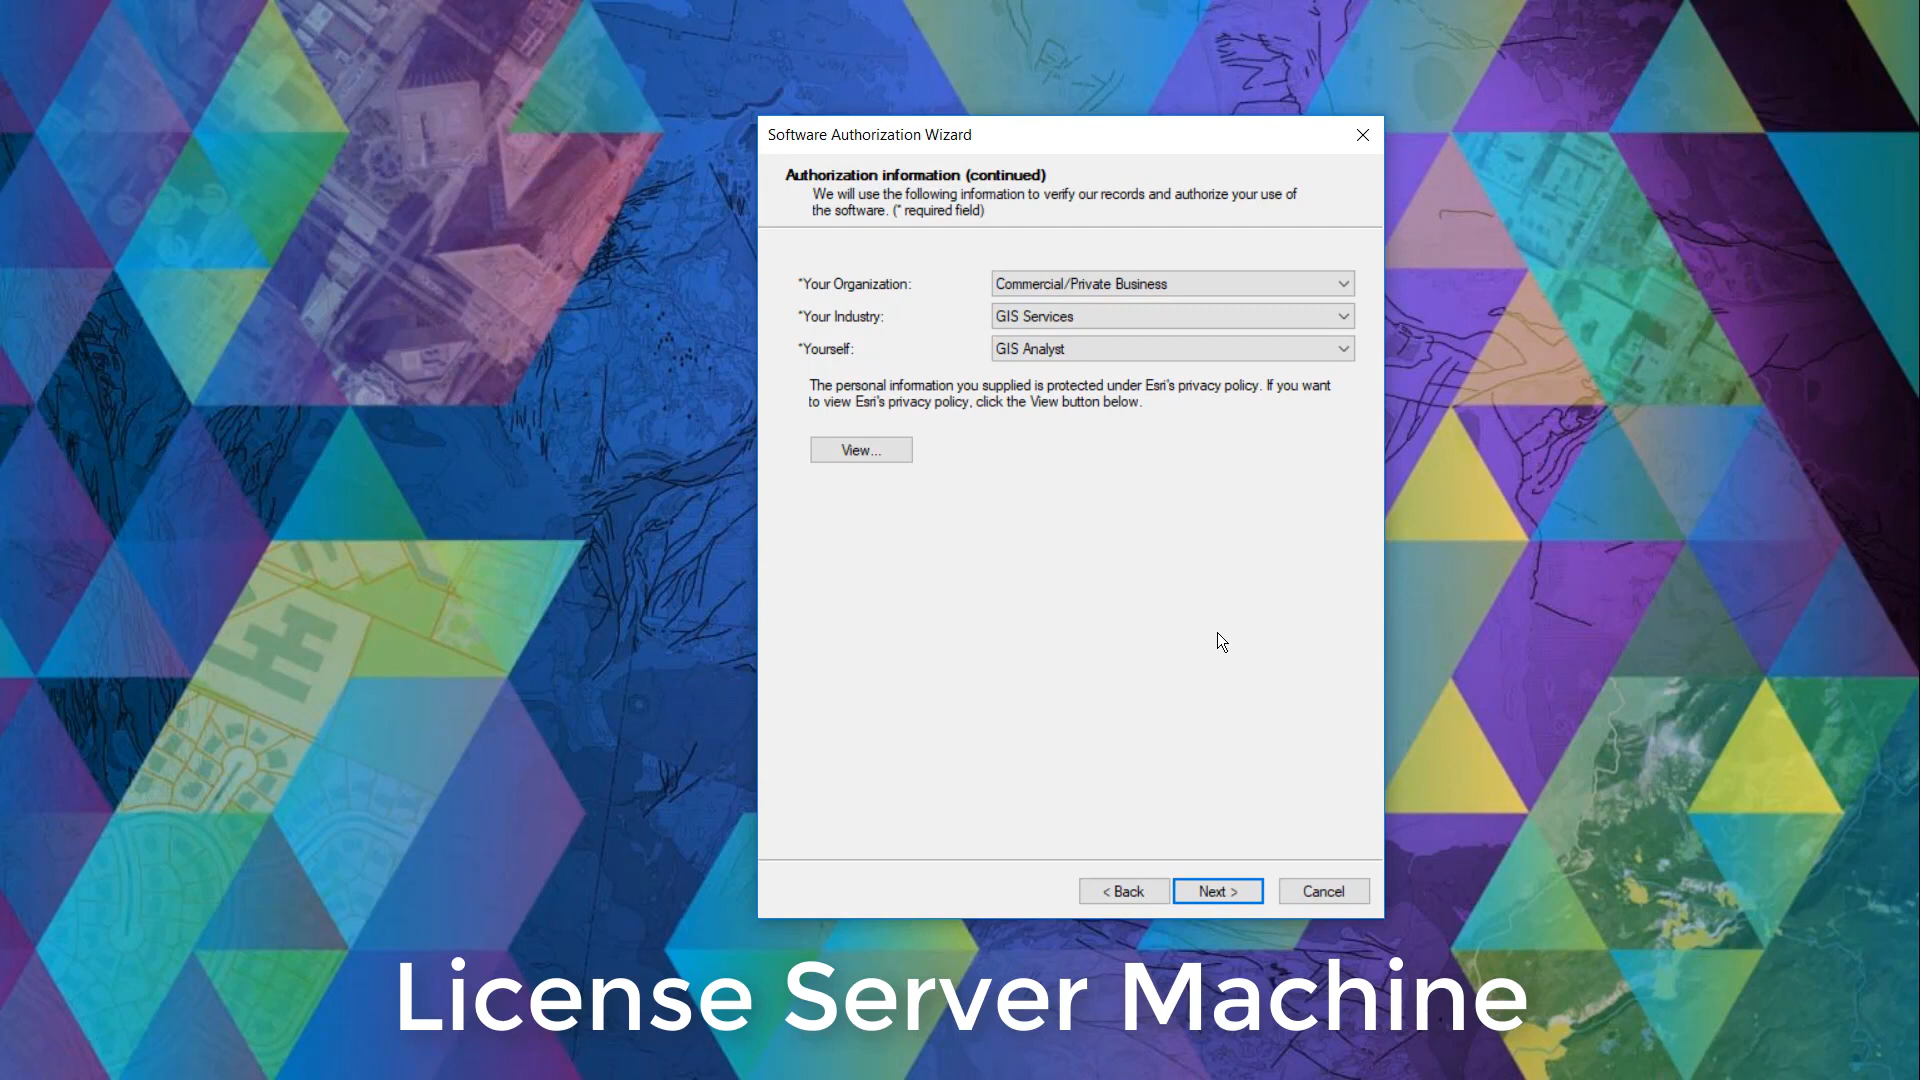 Software Authorization Wizard
Authorization information (continued)
We will use the following information to verify our records and authorize your use of
the software. (* required field)
*Your Organization: Commercial/Private Business
*Your Industry: GIS Services
*Yourself: GIS Analyst
The personal information you supplied is protected under Esri's privacy policy. If you want
to view Esri's privacy policy, click the View button below.
View...
< Back Next > Cancel
License Server Machine